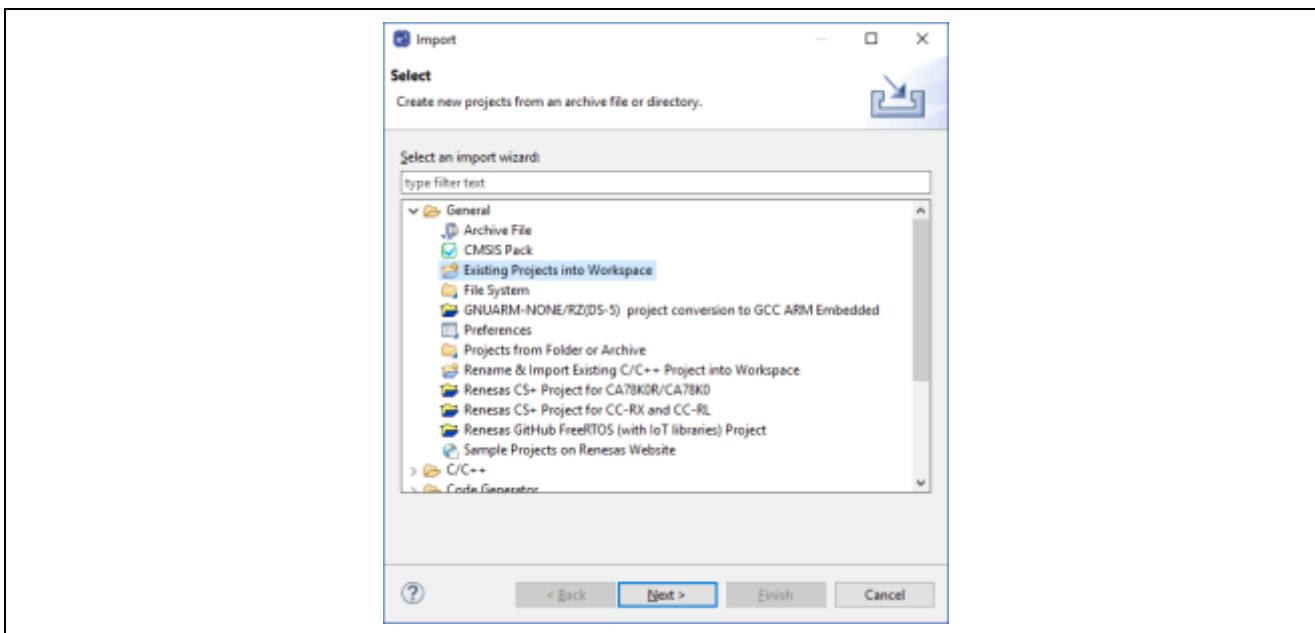 Import
Select
Create new projects from an archive file or directory.
Select an import wizard:
type filter text
General
Archive File
CMSIS Pack
Existing Projects into Workspace
File System
GNUARM-NONE/RZ(DS-5) project conversion to GCC ARM Embedded
Preferences
Projects from Folder or Archive
Rename & Import Existing C/C++ Project into Workspace
Renesas CS+ Project for CA78K0R/CA78K0
Renesas CS+ Project for CC-RX and CC-RL
Renesas GitHub FreeRTOS (with IoT libraries) Project
Sample Projects on Renesas Website
C/C++
Code Generator
< Back Next > Finish Cancel